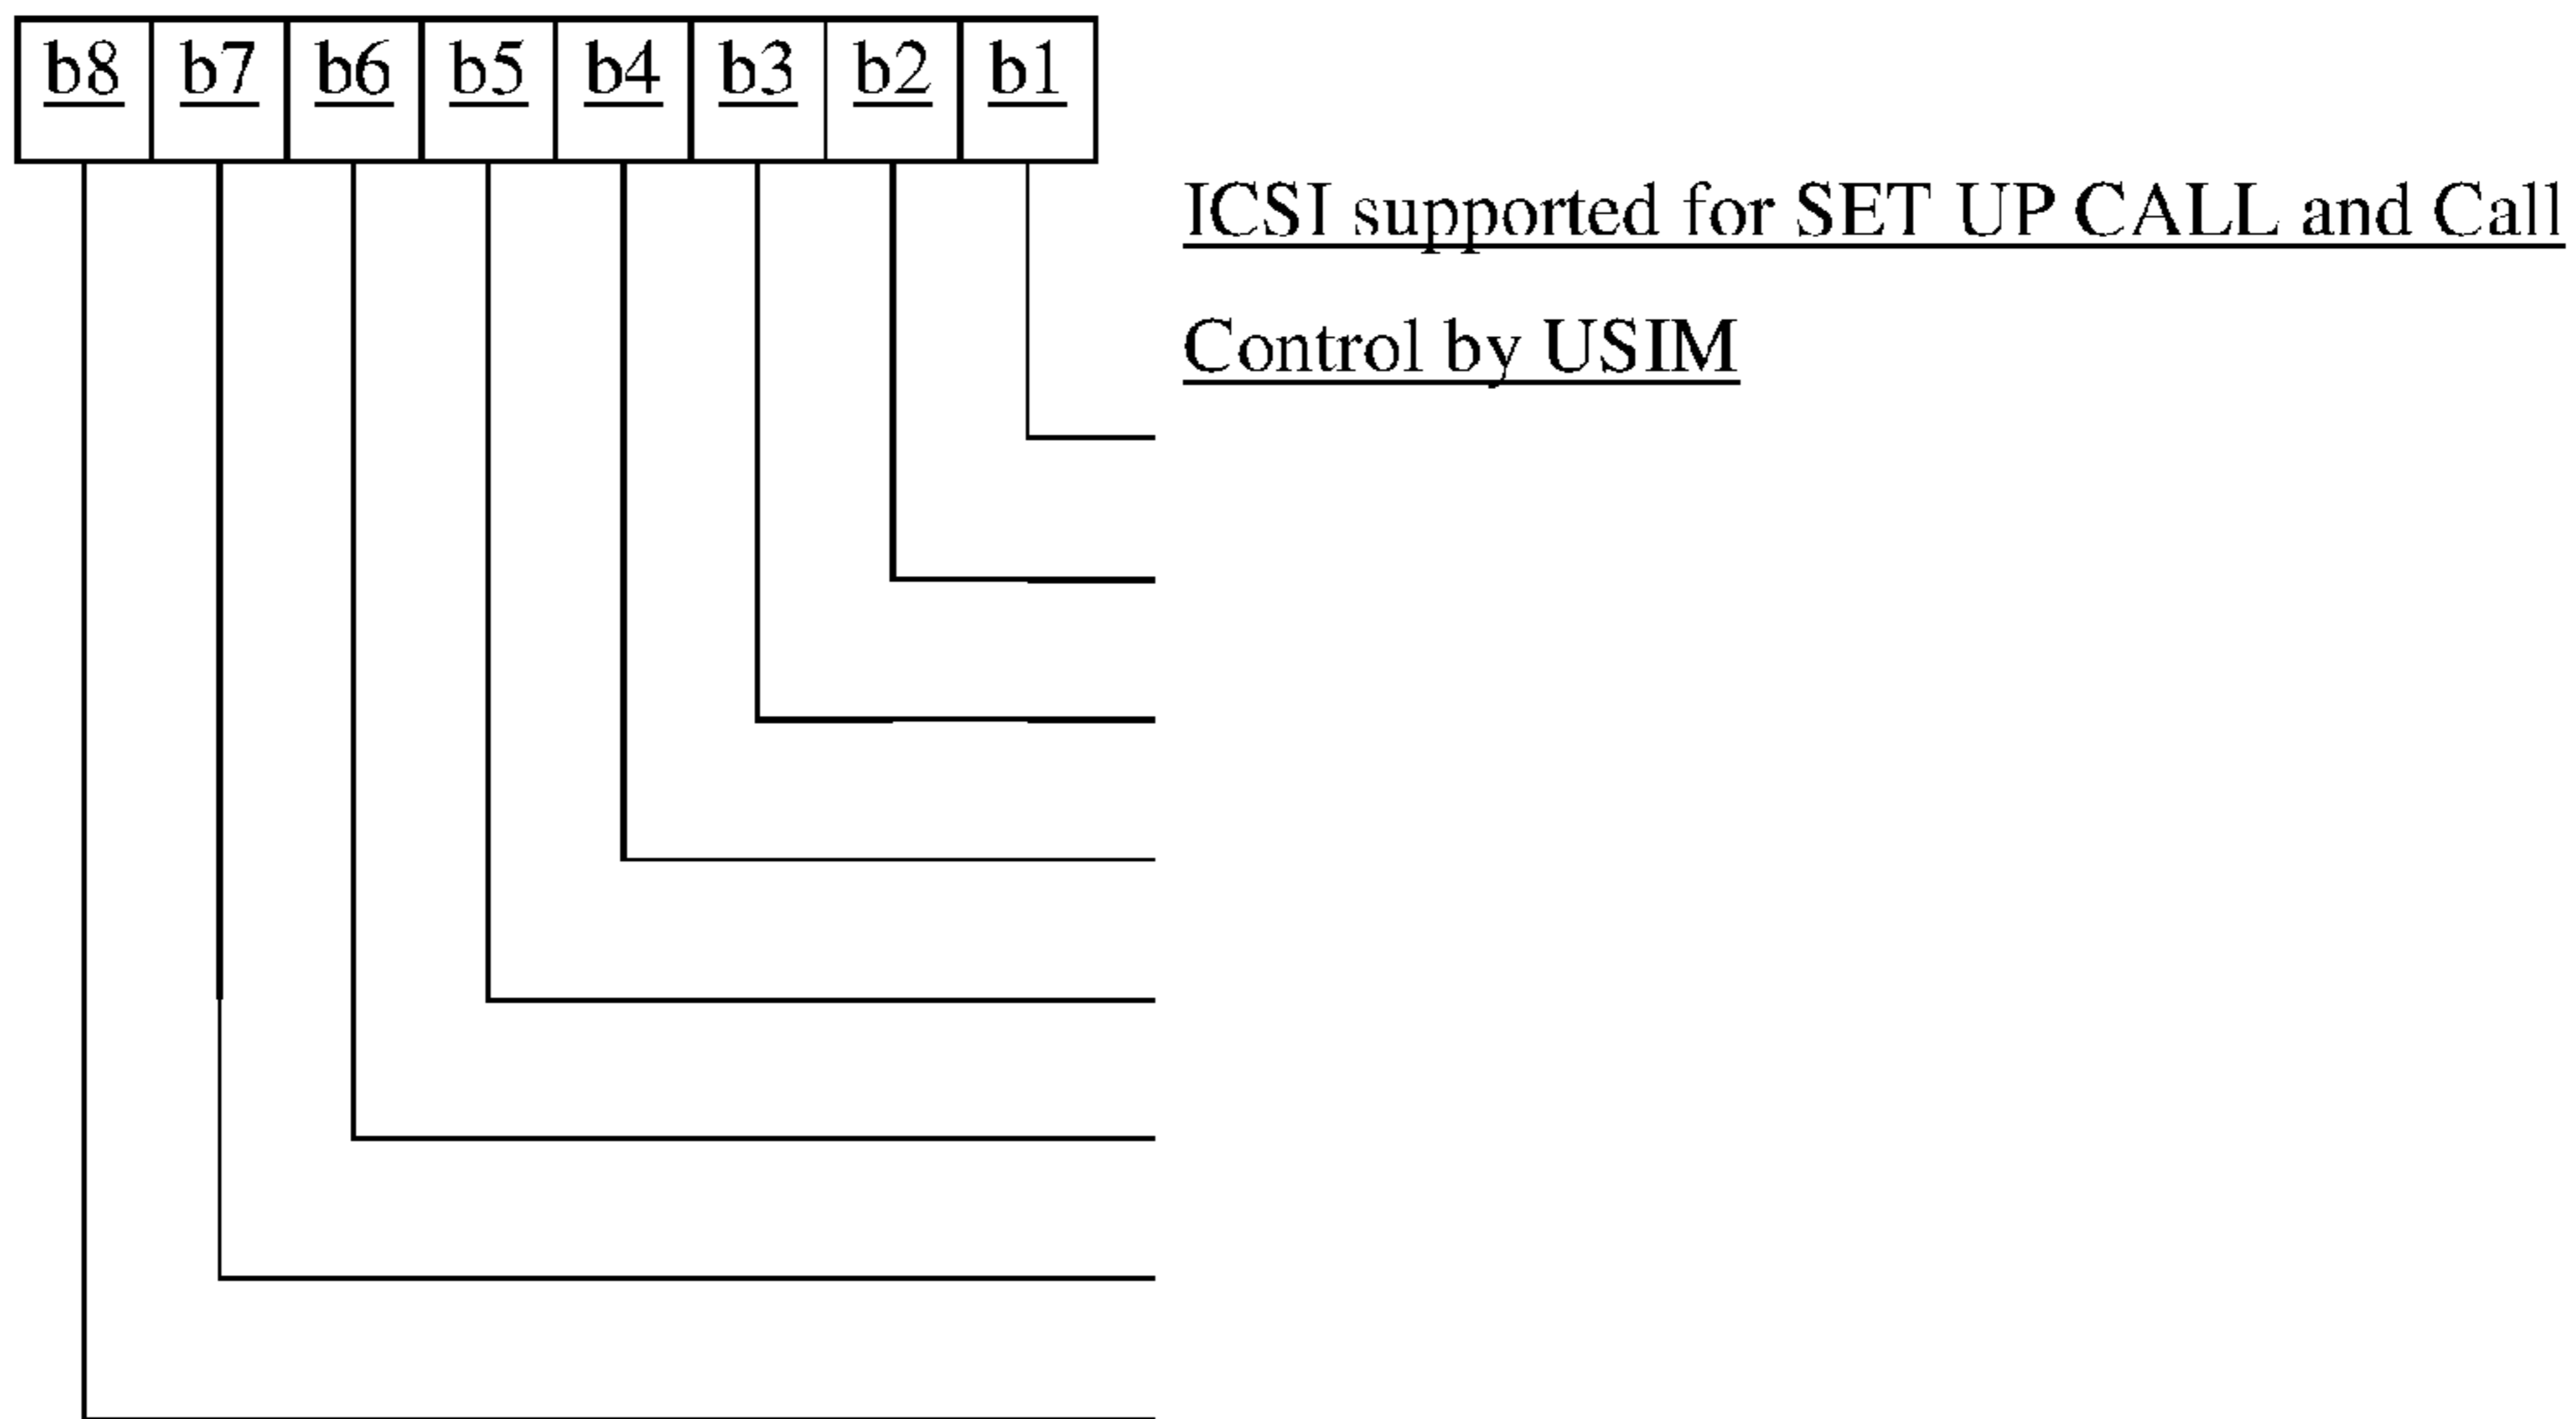 b8 b7 b6 b5 b4 b3 b2 b1
ICSI supported for SET UP CALL and Call
Control by USIM